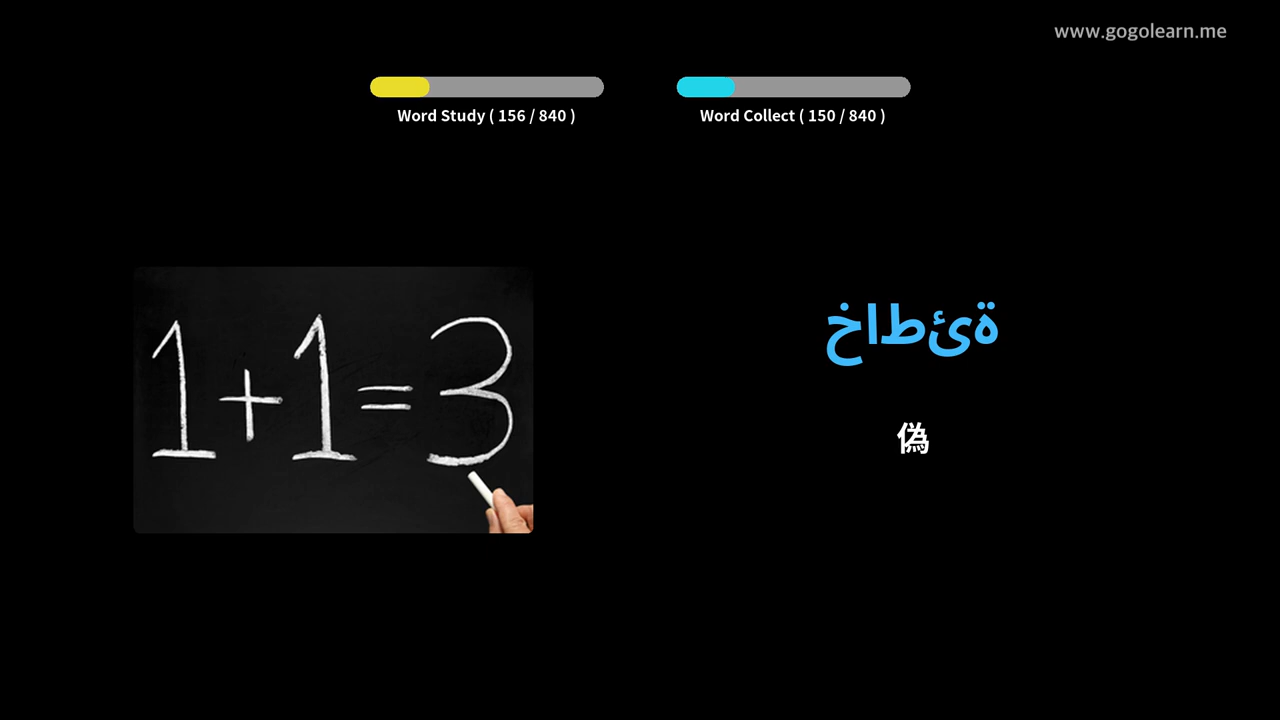 www.gogolearn.me
Word Study ( 156 / 840 )
Word Collect ( 150 / 840 )
1+1=3
خاطئة
偽